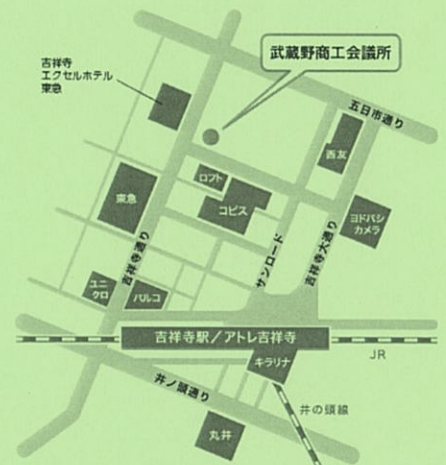 武蔵野商工会議所
吉祥寺
エクセルホテル
東急
五日市通り
西友
ロフト
東急
コピス
ヨドバシ
カメラ
吉祥寺通り
サンロード
吉祥寺大通り
ユニ
クロ
パルコ
吉祥寺駅/アトレ吉祥寺
キラリナ
JR
井ノ頭通り
井の頭線
丸井